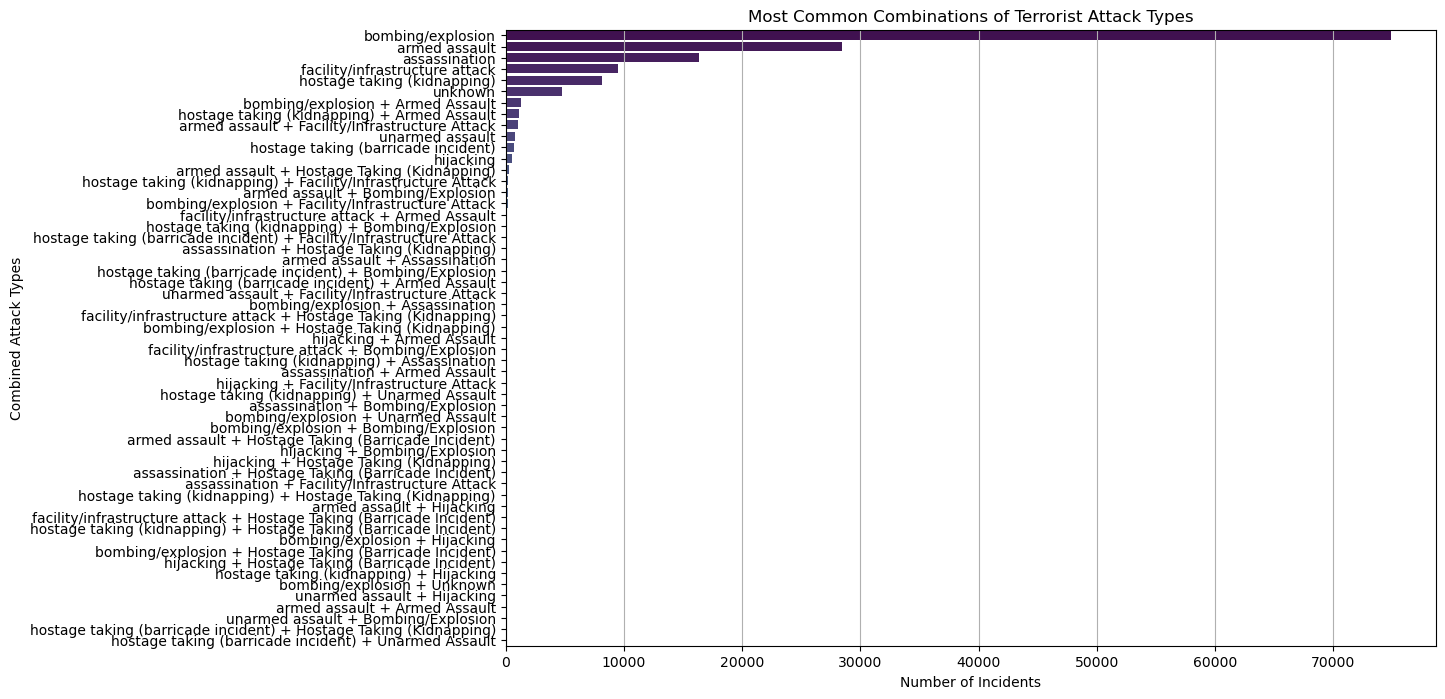 Most Common Combinations of Terrorist Attack Types
bombing/explosion
armed assault
assassination
facility/infrastructure attack
hostage taking (kidnapping)
unknown
bombing/explosion + Armed Assault
hostage taking (kidnapping) + Armed Assault
armed assault + Facility/Infrastructure Attack
unarmed assault
hostage taking (barricade incident)
hijacking
armed assault + Hostage Taking (Kidnapping)
hostage taking (kidnapping) + Facility/Infrastructure Attack
armed assault + Bombing/Explosion
bombing/explosion + Facility/Infrastructure Attack
facility/infrastructure attack + Armed Assault
hostage taking (kidnapping) + Bombing/Explosion
hostage taking (barricade incident) + Facility/Infrastructure Attack
assassination + Hostage Taking (Kidnapping)
armed assault + Assassination
hostage taking (barricade incident) + Bombing/Explosion
hostage taking (barricade incident) + Armed Assault
unarmed assault + Facility/Infrastructure Attack
bombing/explosion + Assassination
facility/infrastructure attack + Hostage Taking (Kidnapping)
bombing/explosion + Hostage Taking (Kidnapping)
hijacking + Armed Assault
facility/infrastructure attack + Bombing/Explosion
hostage taking (kidnapping) + Assassination
assassination + Armed Assault
hijacking + Facility/Infrastructure Attack
hostage taking (kidnapping) + Unarmed Assault
assassination + Bombing/Explosion
bombing/explosion + Unarmed Assault
bombing/explosion + Bombing/Explosion
armed assault + Hostage Taking (Barricade Incident)
hijacking + Bombing/Explosion
hijacking + Hostage Taking (Kidnapping)
assassination + Hostage Taking (Barricade Incident)
assassination + Facility/Infrastructure Attack
hostage taking (kidnapping) + Hostage Taking (Kidnapping)
armed assault + Hijacking
facility/infrastructure attack + Hostage Taking (Barricade Incident)
hostage taking (kidnapping) + Hostage Taking (Barricade Incident)
bombing/explosion + Hijacking
bombing/explosion + Hostage Taking (Barricade Incident)
hijacking + Hostage Taking (Barricade Incident)
hostage taking (kidnapping) + Hijacking
bombing/explosion + Unknown
unarmed assault + Hijacking
armed assault + Armed Assault
unarmed assault + Bombing/Explosion
hostage taking (barricade incident) + Hostage Taking (Kidnapping)
hostage taking (barricade incident) + Unarmed Assault
Combined Attack Types
0 10000 20000 30000 40000 50000 60000 70000
Number of Incidents